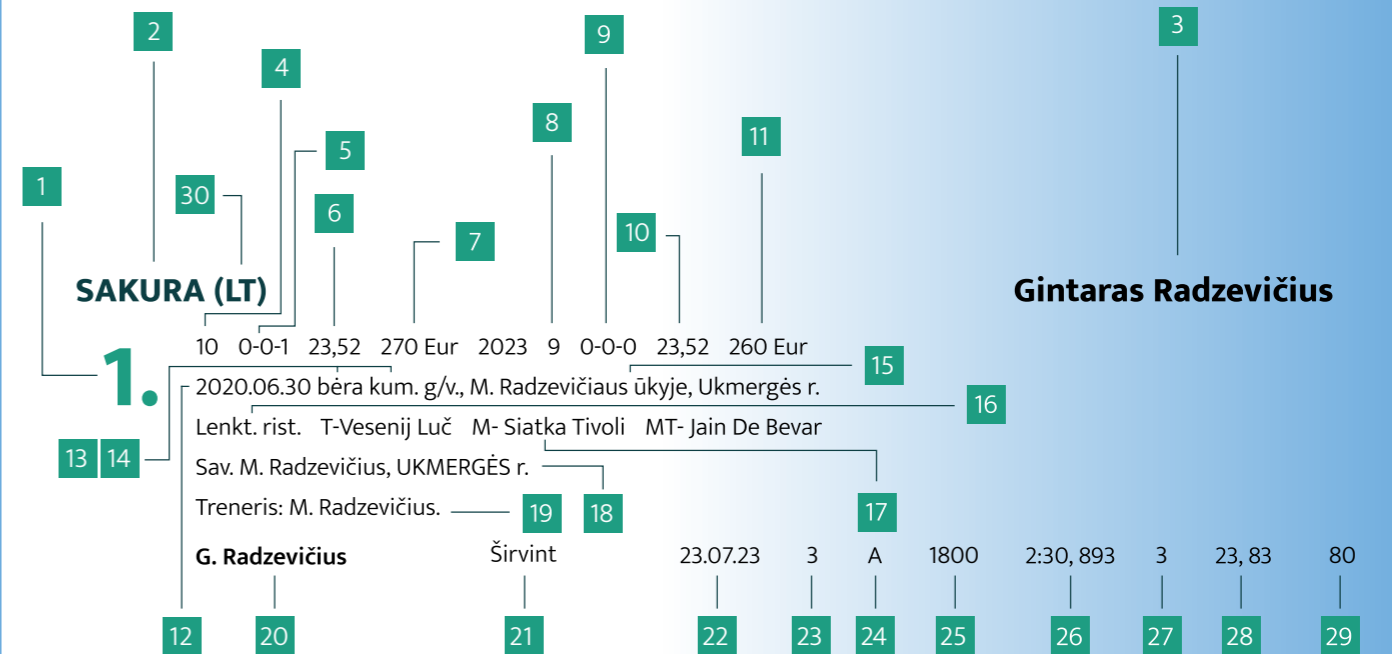 3
2
9
4
8
11
5
1
30
6
10
7
SAKURA (LT)
Gintaras Radzevičius
10 0-0-1 23,52 270 Eur 2023 9 0-0-0 23,52 260 Eur
15
1.
2020.06.30 bėra kum. g/v., M. Radzevičiaus ūkyje, Ukmergės r.
16
Lenkt. rist. T-Vesenij Luč M- Siatka Tivoli MT- Jain De Bevar
13 14
Sav. M. Radzevičius, UKMERGĖS r.
Treneris: M. Radzevičius.
19 18 17
G. Radzevičius Širvint 23.07.23 3 A 1800 2:30, 893 3 23, 83 80
12 20 21 22 23 24 25 26 27 28 29